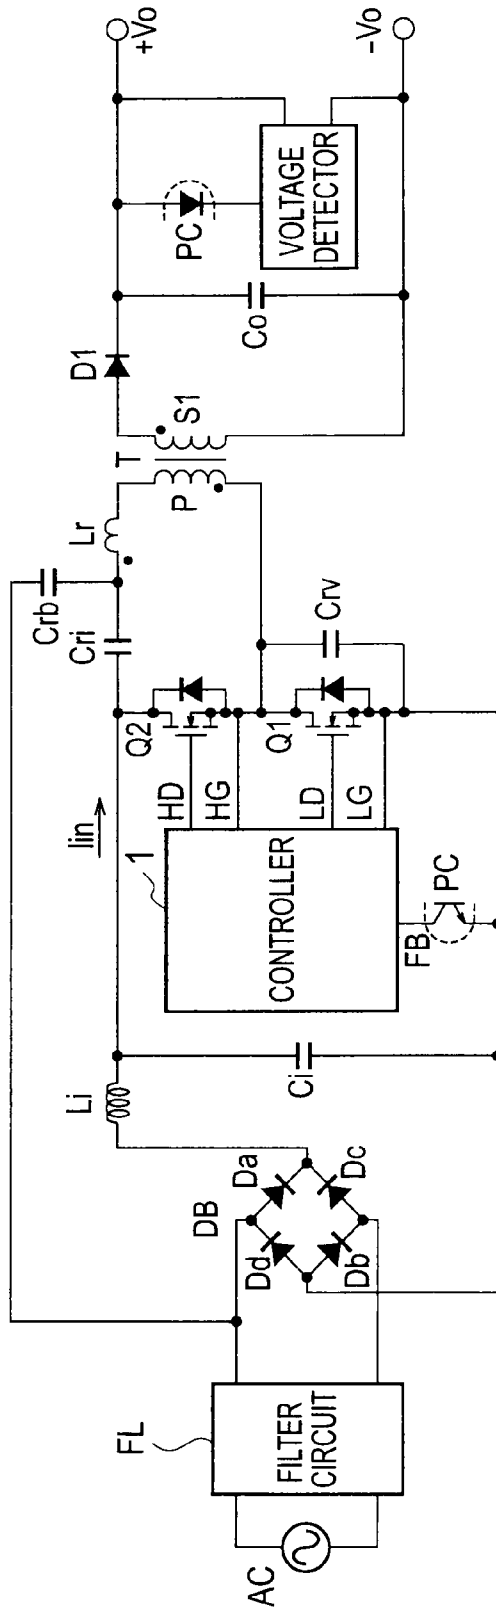 AC
FL
FILTER
CIRCUIT
DB
Da
Dd
Db
Dc
Li
Ci
Iin
1
CONTROLLER
HD
HG
LD
LG
FB
PC
Q2
Q1
Crb
Cri
Crv
Lr
T
P
S1
D1
Co
PC
VOLTAGE
DETECTOR
+Vo
-Vo